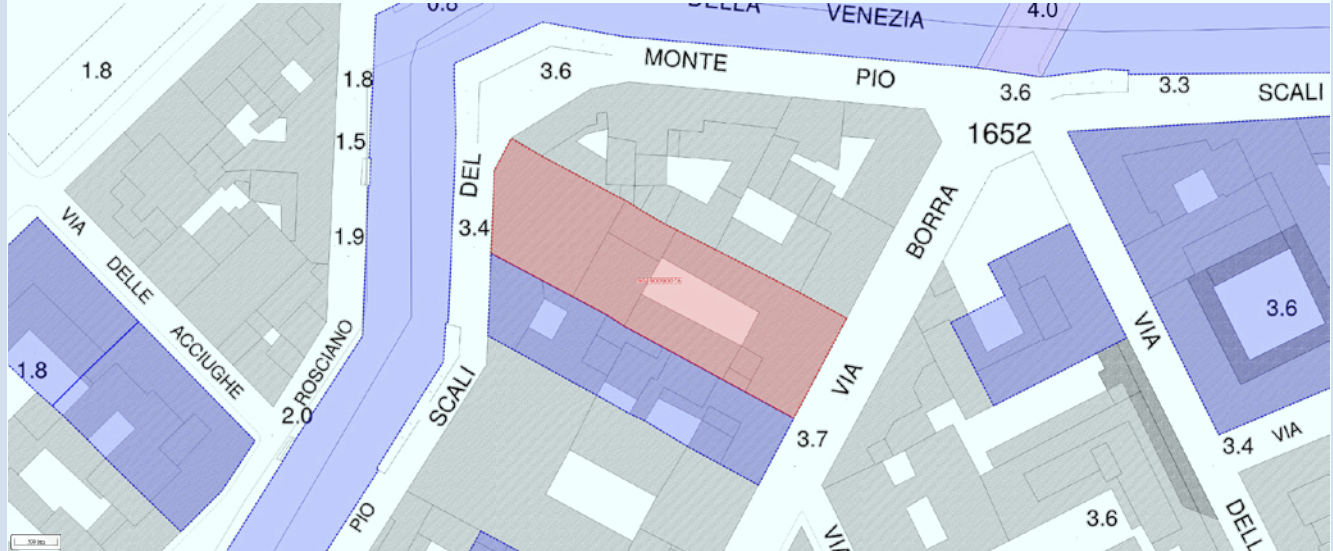 0.8
DELLA VENEZIA
4.0
1.8
1.8
3.6
MONTE
PIO
3.6
3.3
SCALI
1652
1.5
DEL
3.4
1.9
VIA
DELLE
ACCIUGHE
BORRA
3.6
VIA
1.8
ROSCIANO
2.0
SCALI
VIA
3.7
3.4
VIA
PIO
3.6
VIA
DELL